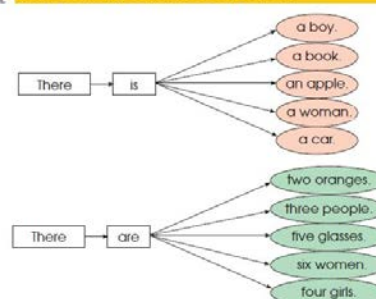 a boy.
a book.
There is an apple.
a woman.
a car.
two oranges.
three people.
There are five glasses.
six women.
four girls.